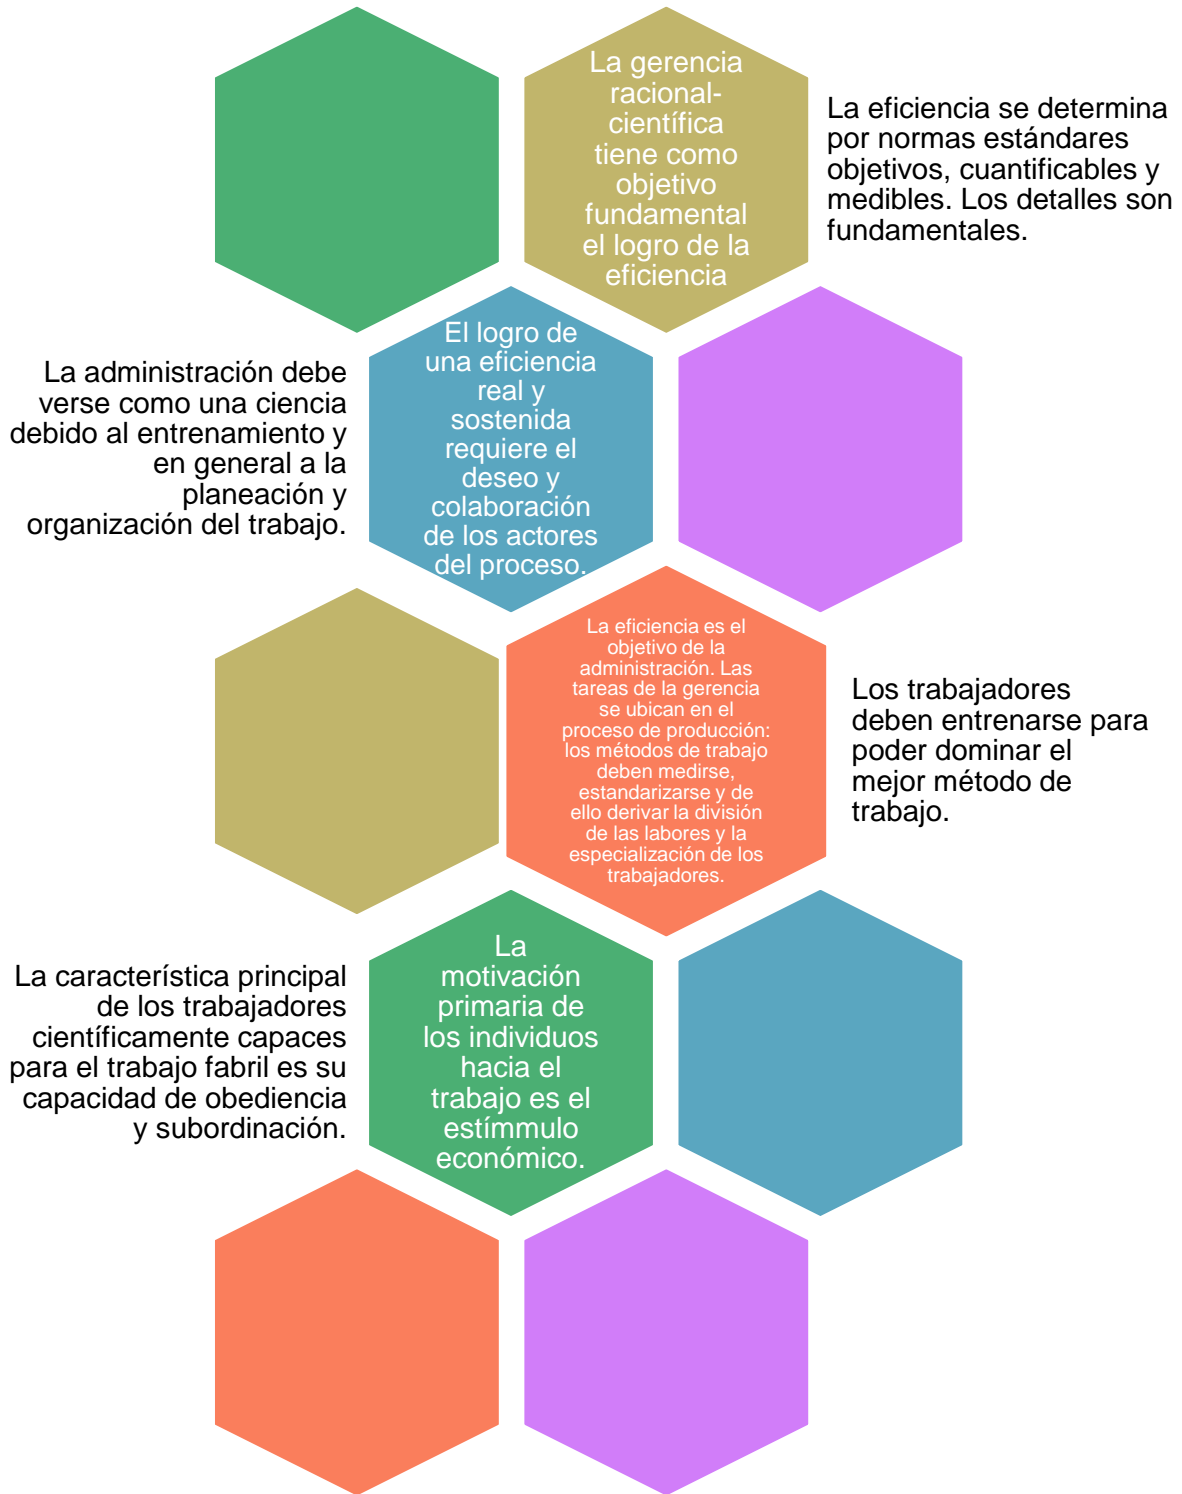 La gerencia
racional-
científica
tiene como
objetivo
fundamental
el logro de la
eficiencia
La eficiencia se determina
por normas estándares
objetivos, cuantificables y
medibles. Los detalles son
fundamentales.
El logro de
una eficiencia
real y
sostenida
requiere el
deseo y
colaboración
de los actores
del proceso.
La administración debe
verse como una ciencia
debido al entrenamiento y
en general a la
planeación y
organización del trabajo.
La eficiencia es el
objetivo de la
administración. Las
tareas de la gerencia
se ubican en el
proceso de producción:
los métodos de trabajo
deben medirse,
estandarizarse y de
ello derivar la división
de las labores y la
especialización de los
trabajadores.
Los trabajadores
deben entrenarse para
poder dominar el
mejor método de
trabajo.
La
motivación
primaria de
los individuos
hacia el
trabajo es el
estímmulo
económico.
La característica principal
de los trabajadores
científicamente capaces
para el trabajo fabril es su
capacidad de obediencia
y subordinación.